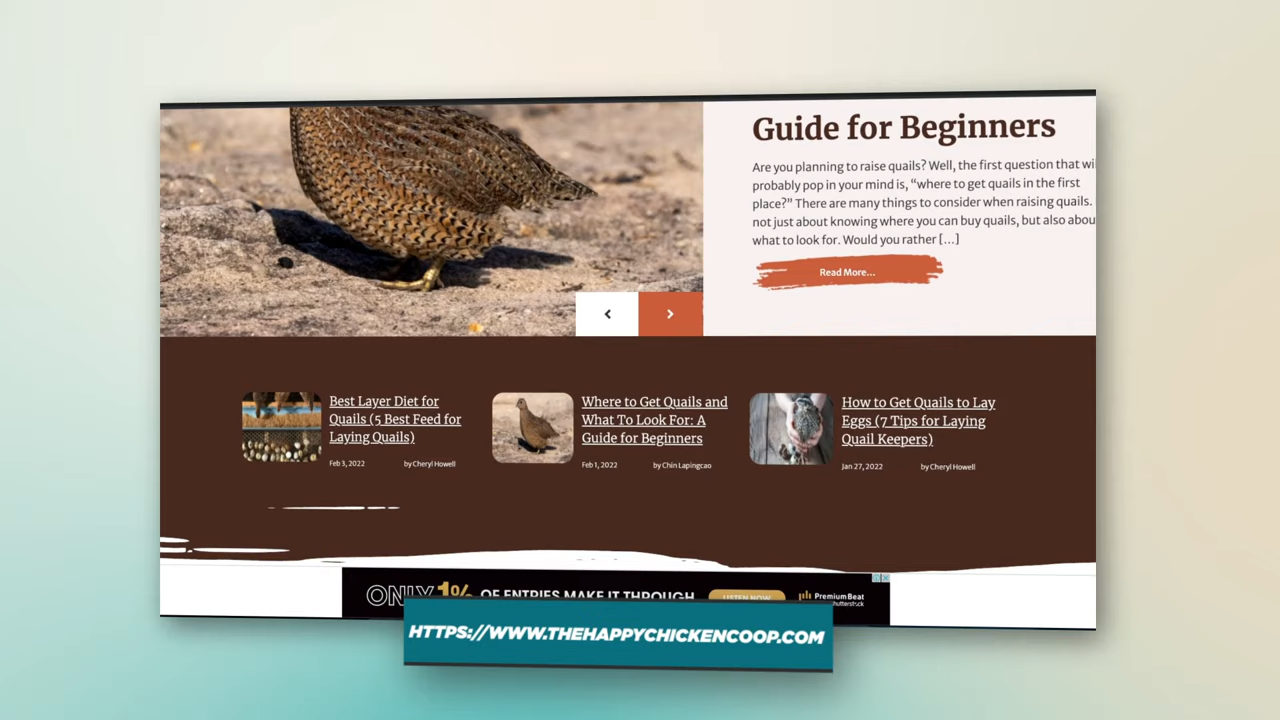 Guide for Beginners
Are you planning to raise quails? Well, the first question that wi
probably pop in your mind is, “where to get quails in the first
place?” There are many things to consider when raising quails.
not just about knowing where you can buy quails, but also abou
what to look for. Would you rather […]
Read More...
Best Layer Diet for
Quails (5 Best Feed for
Laying Quails)
Feb 3, 2022 by Cheryl Howell
Where to Get Quails and
What To Look For: A
Guide for Beginners
Feb 1, 2022 by Chin Lapingcao
How to Get Quails to Lay
Eggs (7 Tips for Laying
Quail Keepers)
Jan 27, 2022 by Cheryl Howell
ONLY 1% OF ENTRIES MAKE IT THROUGH
LISTEN NOW
PremiumBeat
HTTPS://WWW.THEHAPPYCHICKENCOOP.COM